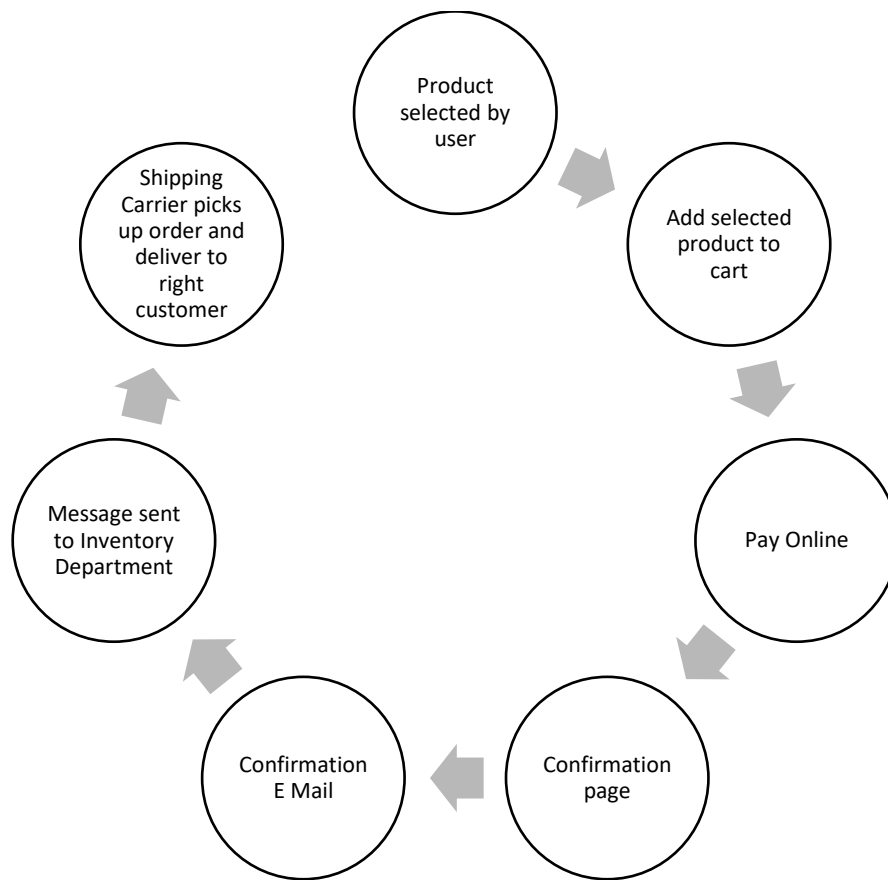 Product
selected by
user
Add selected
product to
cart
Pay Online
Confirmation
page
Confirmation
E Mail
Message sent
to Inventory
Department
Shipping
Carrier picks
up order and
deliver to
right
customer